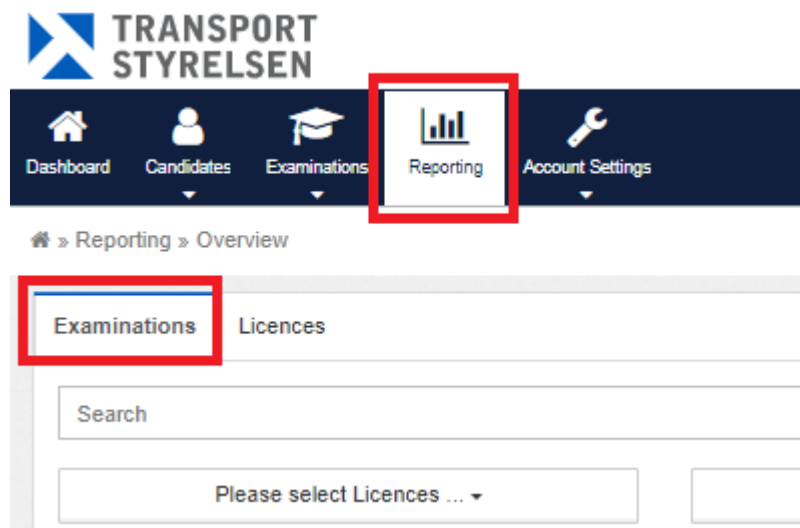 TRANSPORT
STYRELSEN
Dashboard Candidates Examinations Reporting Account Settings
» Reporting » Overview
Examinations Licences
Search
Please select Licences ...